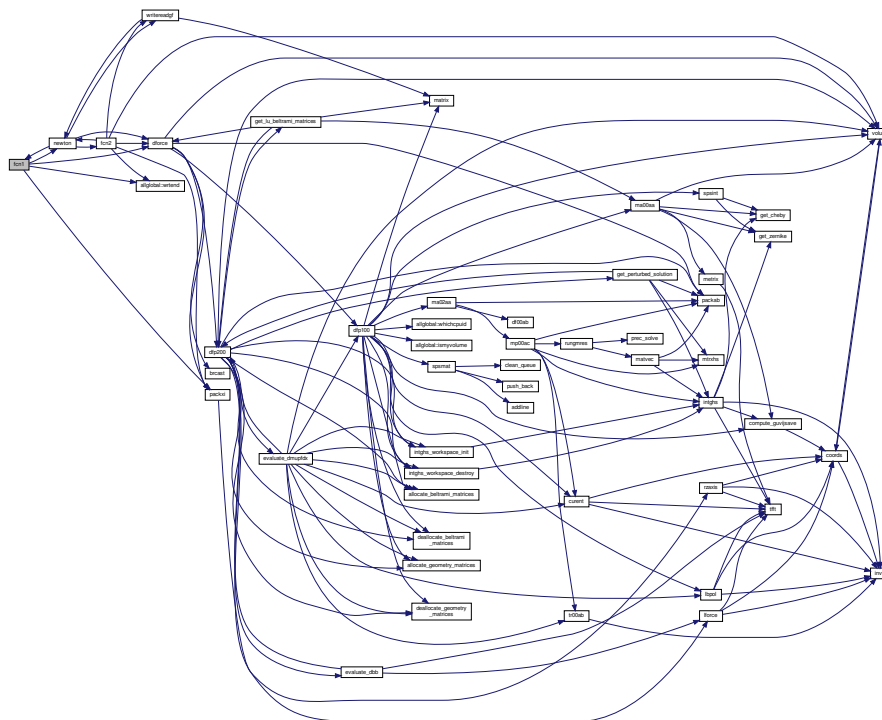 writereadgf
matrix
get_lu_beltrami_matrices
volu
newton
fcn2
dforce
fcn1
allglobal::wrtend
spsint
ma00aa
get_cheby
get_zernike
get_perturbed_solution
metrix
ma02aa
packab
df00ab
allglobal::whichcpuid
dfp100
mp00ac
rungmres
prec_solve
allglobal::ismyvolume
dfp200
matvec
mtrxhs
spsmat
clean_queue
brcast
push_back
packxi
addline
intghs
compute_guvijsave
intghs_workspace_init
evaluate_dmupfdx
coords
intghs_workspace_destroy
inv
rzaxis
allocate_beltrami_matrices
curent
tfft
deallocate_beltrami
_matrices
allocate_geometry_matrices
lbpol
deallocate_geometry
_matrices
tr00ab
lforce
evaluate_dbb